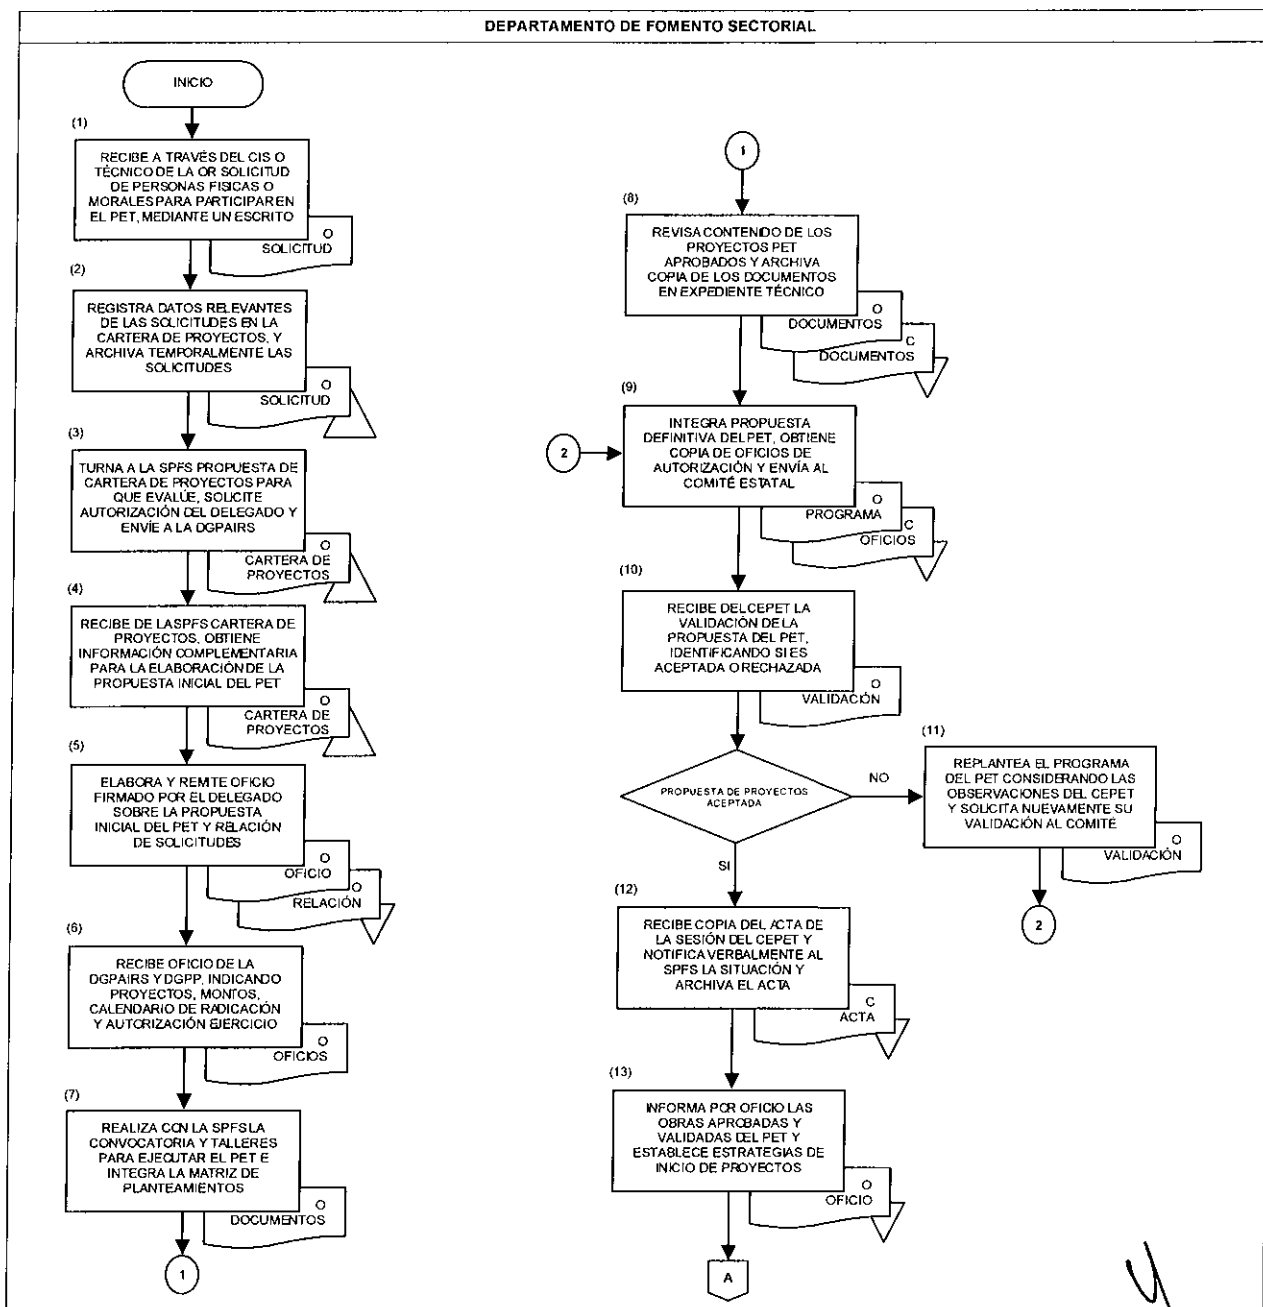 DEPARTAMENTO DE FOMENTO SECTORIAL
INICIO
(1)
RECIBE A TRAVÉS DEL CIS O
TÉCNICO DE LA OR SOLICITUD
DE PERSONAS FISICAS O
MORALES PARA PARTICIPAR EN
EL PET, MEDIANTE UN ESCRITO
O
SOLICITUD
(2)
REGISTRA DATOS RELEVANTES
DE LAS SOLICITUDES EN LA
CARTERA DE PROYECTOS, Y
ARCHIVA TEMPORALMENTE LAS
SOLICITUDES
O
SOLICITUD
(3)
TURNA A LA SPFS PROPUESTA DE
CARTERA DE PROYECTOS PARA
QUE EVALÚE, SOLICITE
AUTORIZACIÓN DEL DELEGADO Y
ENVÍE A LA DGPAIRS
O
CARTERA DE
PROYECTOS
(4)
RECIBE DE LA SPFS CARTERA DE
PROYECTOS, OBTIENE
INFORMACIÓN COMPLEMENTARIA
PARA LA ELABORACIÓN DE LA
PROPUESTA INICIAL DEL PET
O
CARTERA DE
PROYECTOS
(5)
ELABORA Y REMITE OFICIO
FIRMADO POR EL DELEGADO
SOBRE LA PROPUESTA
INICIAL DEL PET Y RELACIÓN
DE SOLICITUDES
O
OFICIO
O
RELACIÓN
(6)
RECIBE OFICIO DE LA
DGPAIRS Y DGPP, INDICANDO
PROYECTOS, MONTOS,
CALENDARIO DE RADICACIÓN
Y AUTORIZACIÓN EJERCICIO
O
OFICIOS
(7)
REALIZA CON LA SPFS LA
CONVOCATORIA Y TALLERES
PARA EJECUTAR EL PET E
INTEGRA LA MATRIZ DE
PLANTEAMIENTOS
O
DOCUMENTOS
1
1
(8)
REVISA CONTENIDO DE LOS
PROYECTOS PET
APROBADOS Y ARCHIVA
COPIA DE LOS DOCUMENTOS
EN EXPEDIENTE TÉCNICO
O
DOCUMENTOS
C
DOCUMENTOS
(9)
2
INTEGRA PROPUESTA
DEFINITIVA DEL PET, OBTIENE
COPIA DE OFICIOS DE
AUTORIZACIÓN Y ENVÍA AL
COMITÉ ESTATAL
O
PROGRAMA
C
OFICIOS
(10)
RECIBE DEL CEPET LA
VALIDACIÓN DE LA
PROPUESTA DEL PET,
IDENTIFICANDO SI ES
ACEPTADA O RECHAZADA
O
VALIDACIÓN
PROPUESTA DE PROYECTOS
ACEPTADA
NO
SI
(11)
REPLANTEA EL PROGRAMA
DEL PET CONSIDERANDO LAS
OBSERVACIONES DEL CEPET
Y SOLICITA NUEVAMENTE SU
VALIDACIÓN AL COMITÉ
O
VALIDACIÓN
2
(12)
RECIBE COPIA DEL ACTA DE
LA SESIÓN DEL CEPET Y
NOTIFICA VERBALMENTE AL
SPFS LA SITUACIÓN Y
ARCHIVA EL ACTA
C
ACTA
(13)
INFORMA POR OFICIO LAS
OBRAS APROBADAS Y
VALIDADAS DEL PET Y
ESTABLECE ESTRATEGIAS DE
INICIO DE PROYECTOS
O
OFICIO
A